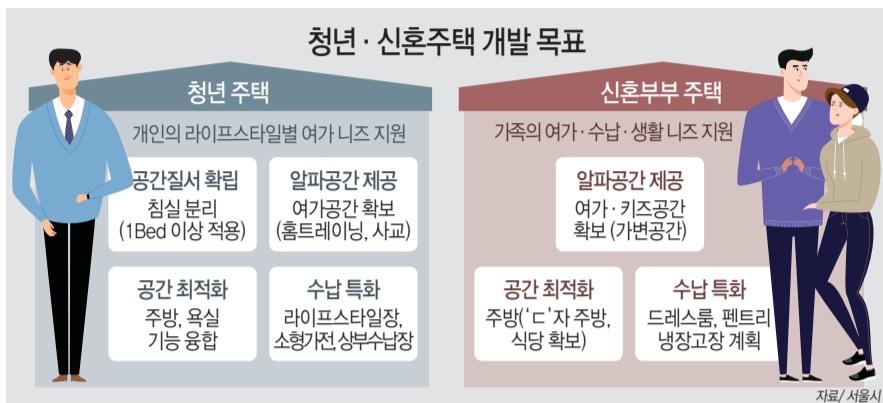 청년·신혼주택 개발 목표
청년 주택
개인의 라이프스타일별 여가 니즈 지원
공간질서 확립
침실 분리
(1Bed 이상 적용)
알파공간 제공
여가공간 확보
(홈트레이닝, 사교)
공간 최적화
주방, 욕실
기능 융합
수납 특화
라이프스타일장,
소형가전,상부수납장
신혼부부 주택
가족의 여가·수납·생활 니즈 지원
알파공간 제공
여가·키즈공간
확보 (가변공간)
공간 최적화
주방(‘ㄷ’자 주방,
식당 확보)
수납 특화
드레스룸, 펜트리
냉장고장 계획
자료/ 서울시